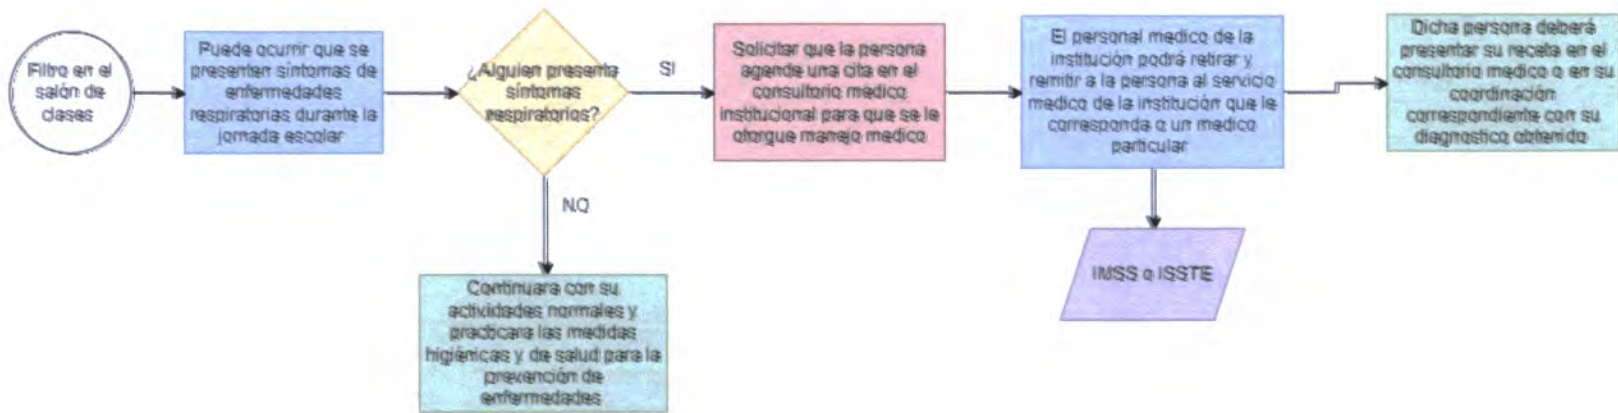 Filtro en el
salón de
clases
Puede ocurrir que se
presenten síntomas de
enfermedades
respiratorias durante la
jornada escolar
¿Alguien presenta
síntomas
respiratorios?
SI
NO
Solicitar que la persona
agende una cita en el
consultorio medico
institucional para que se le
otorgue manejo medico
El personal medico de la
institución podrá retirar y
remitir a la persona al servicio
medico de la institución que le
corresponda o un medico
particular
Dicha persona deberá
presentar su receta en el
consultorio medico o en su
coordinación
correspondiente con su
diagnostico obtenido
Continuara con su
actividades normales y
practicara las medidas
higiénicas y de salud para la
prevención de
enfermedades
IMSS o ISSTE